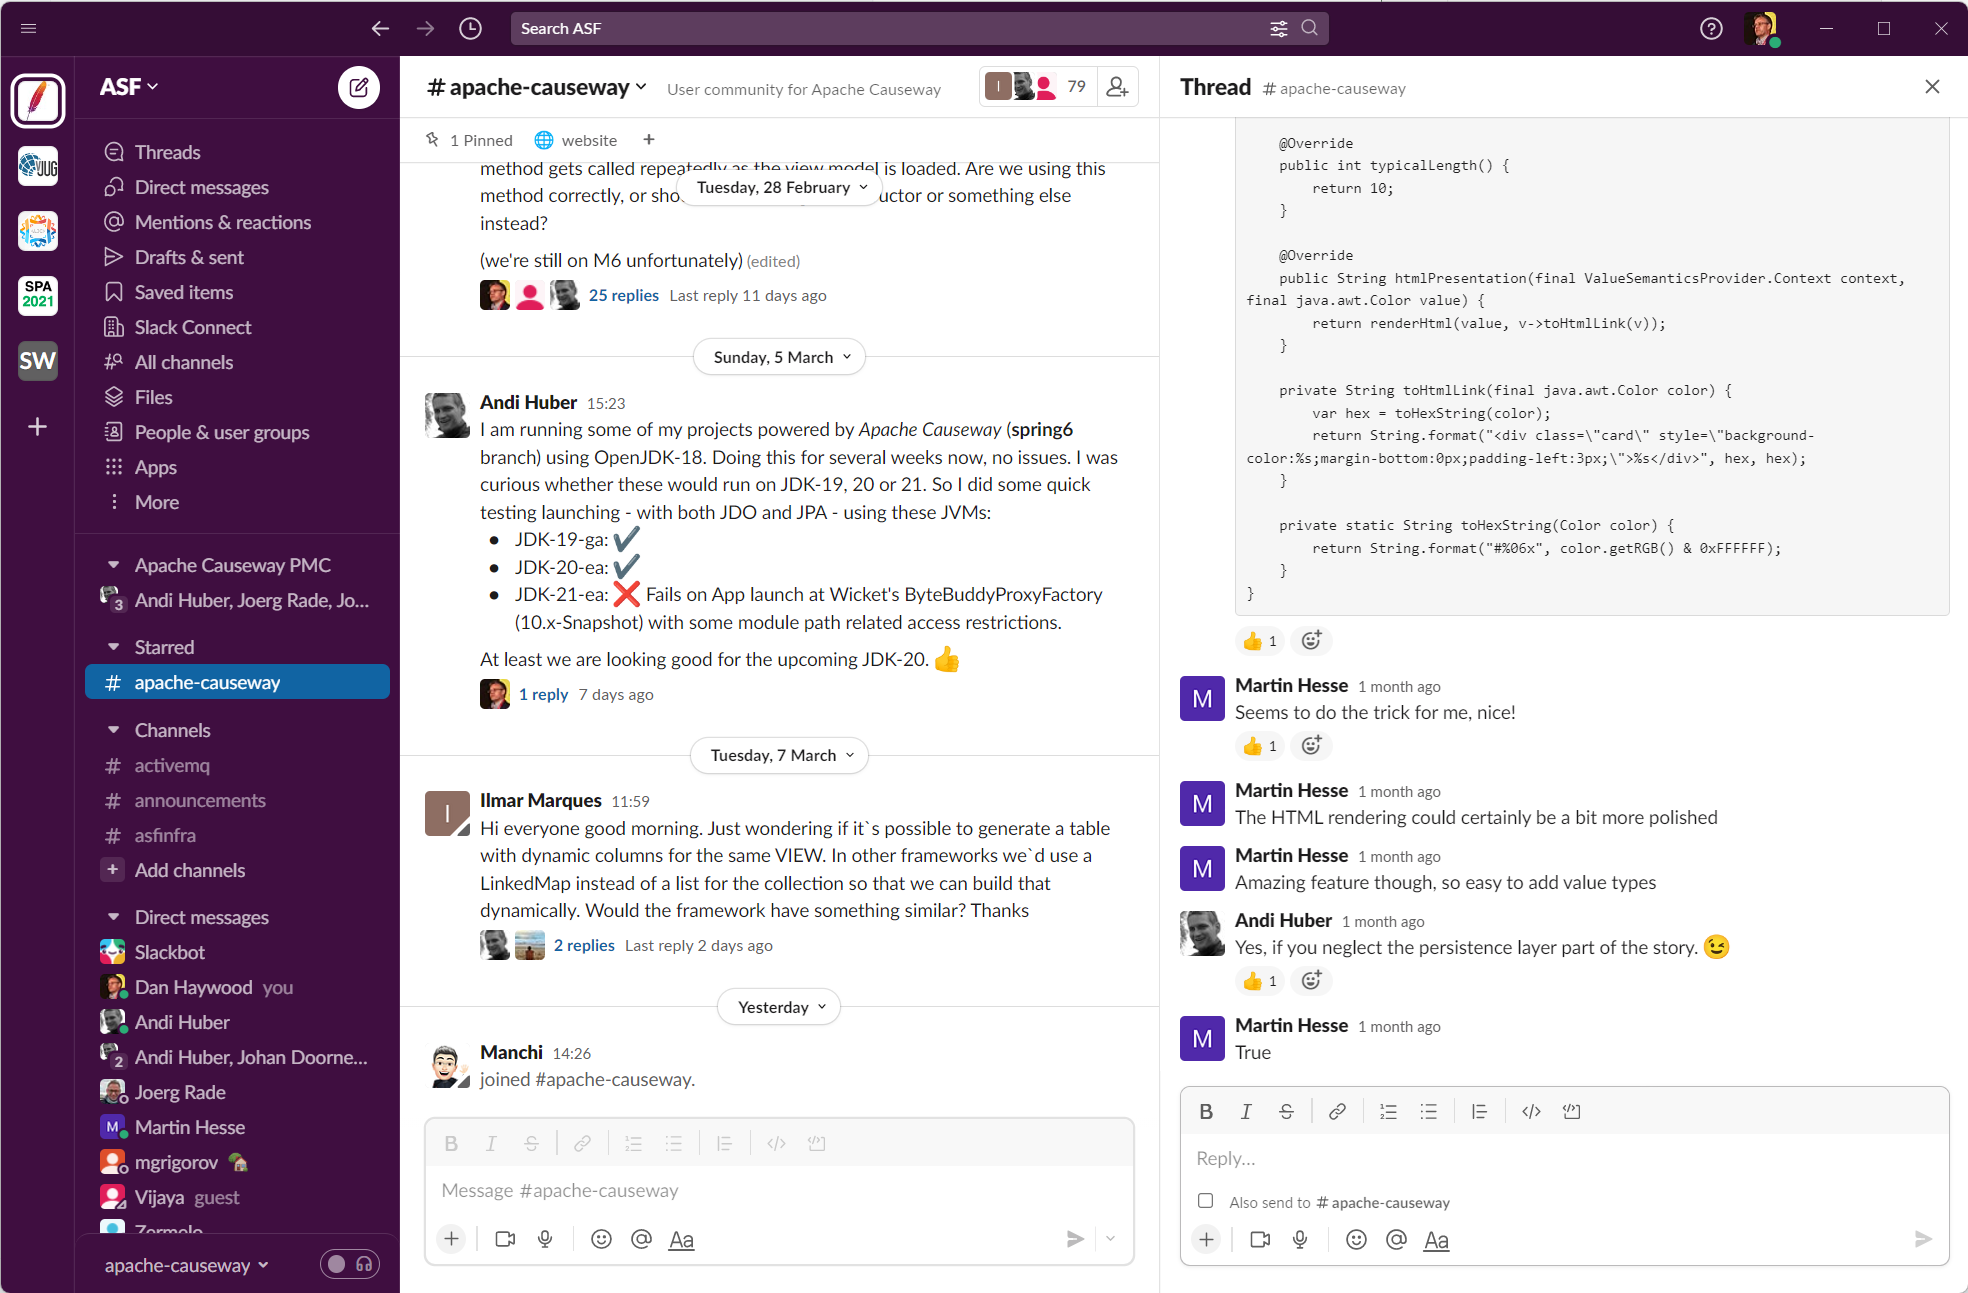 Search ASF
ASF
Threads
Direct messages
Mentions & reactions
Drafts & sent
Saved items
Slack Connect
All channels
Files
People & user groups
Apps
More
Apache Causeway PMC
3 Andi Huber, Joerg Rade, Jo...
Starred
# apache-causeway
Channels
# activemq
# announcements
# asfinfra
+ Add channels
Direct messages
Slackbot
Dan Haywood you
Andi Huber
2 Andi Huber, Johan Doorne...
Joerg Rade
M Martin Hesse
mgrigorov
Vijaya guest
Zermelo
apache-causeway
VJUG
SPA
2021
SW
+
# apache-causeway
User community for Apache Causeway
I
79
1 Pinned
website
+
method gets called repeatedly as the view model is loaded. Are we using this
Tuesday, 28 February
method correctly, or sho
uctor or something else
instead?
(we're still on M6 unfortunately) (edited)
25 replies Last reply 11 days ago
Sunday, 5 March
Andi Huber 15:23
I am running some of my projects powered by Apache Causeway (spring6
branch) using OpenJDK-18. Doing this for several weeks now, no issues. I was
curious whether these would run on JDK-19, 20 or 21. So I did some quick
testing launching - with both JDO and JPA - using these JVMs:
• JDK-19-ga: ✔
• JDK-20-ea: ✔
• JDK-21-ea: ❌ Fails on App launch at Wicket's ByteBuddyProxyFactory
(10.x-Snapshot) with some module path related access restrictions.
At least we are looking good for the upcoming JDK-20. 👍
1 reply 7 days ago
Tuesday, 7 March
I
Ilmar Marques 11:59
Hi everyone good morning. Just wondering if it`s possible to generate a table
with dynamic columns for the same VIEW. In other frameworks we`d use a
LinkedMap instead of a list for the collection so that we can build that
dynamically. Would the framework have something similar? Thanks
2 replies Last reply 2 days ago
Yesterday
Manchi 14:26
joined #apache-causeway.
B I S
Message #apache-causeway
+ @ Aa
Thread # apache-causeway
@Override
public int typicalLength() {
return 10;
}
@Override
public String htmlPresentation(final ValueSemanticsProvider.Context context,
final java.awt.Color value) {
return renderHtml(value, v->toHtmlLink(v));
}
private String toHtmlLink(final java.awt.Color color) {
var hex = toHexString(color);
return String.format("<div class=\"card\" style=\"background-
color:%s;margin-bottom:0px;padding-left:3px;\">%s</div>", hex, hex);
}
private static String toHexString(Color color) {
return String.format("#%06x", color.getRGB() & 0xFFFFFF);
}
}
👍 1
M
Martin Hesse 1 month ago
Seems to do the trick for me, nice!
👍 1
M
Martin Hesse 1 month ago
The HTML rendering could certainly be a bit more polished
M
Martin Hesse 1 month ago
Amazing feature though, so easy to add value types
Andi Huber 1 month ago
Yes, if you neglect the persistence layer part of the story. 😉
👍 1
M
Martin Hesse 1 month ago
True
B I S
Reply...
Also send to # apache-causeway
+ @ Aa